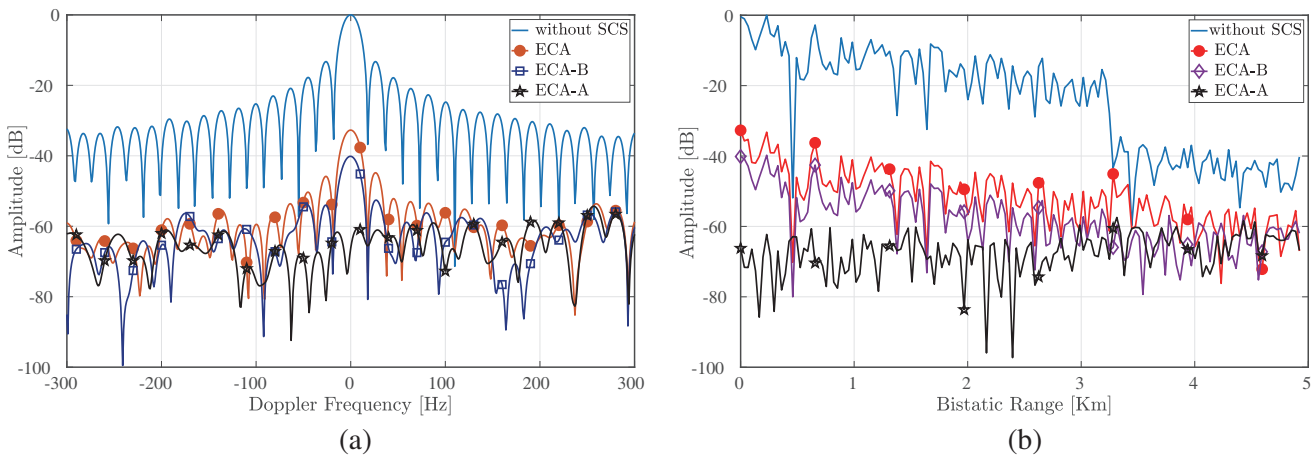 0
-20
-40
-60
-80
-100
Amplitude [dB]
-300
-200
-100
0
100
200
300
Doppler Frequency [Hz]
without SCS
ECA
ECA-B
ECA-A
(a)
0
-20
-40
-60
-80
-100
Amplitude [dB]
0
1
2
3
4
5
Bistatic Range [Km]
without SCS
ECA
ECA-B
ECA-A
(b)